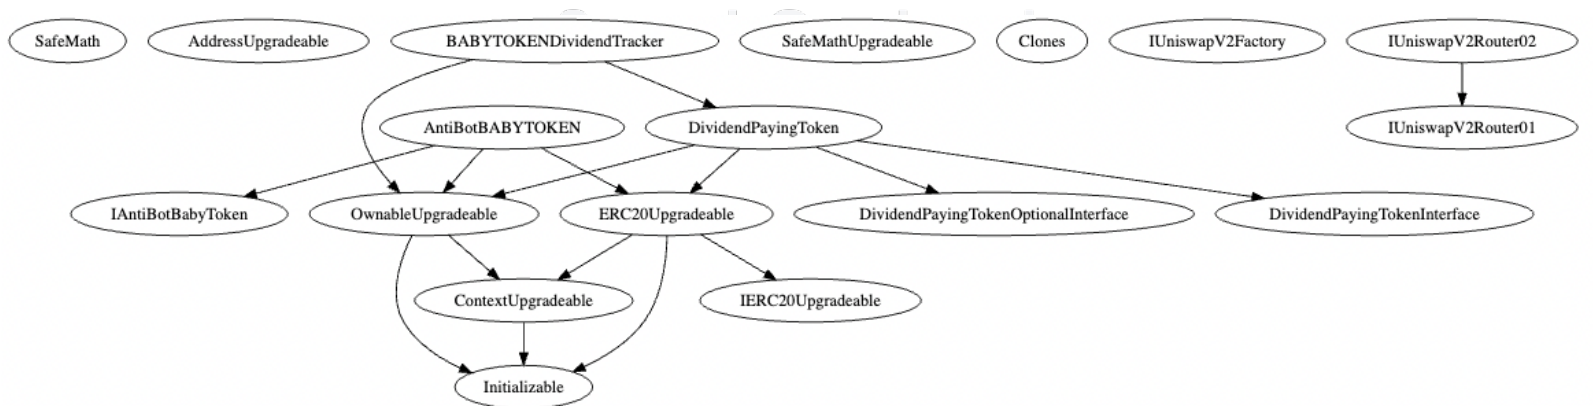 SafeMath
AddressUpgradeable
BABYTOKENDividendTracker
SafeMathUpgradeable
Clones
IUniswapV2Factory
IUniswapV2Router02
AntiBotBABYTOKEN
DividendPayingToken
IUniswapV2Router01
IAntiBotBabyToken
OwnableUpgradeable
ERC20Upgradeable
DividendPayingTokenOptionalInterface
DividendPayingTokenInterface
ContextUpgradeable
IERC20Upgradeable
Initializable